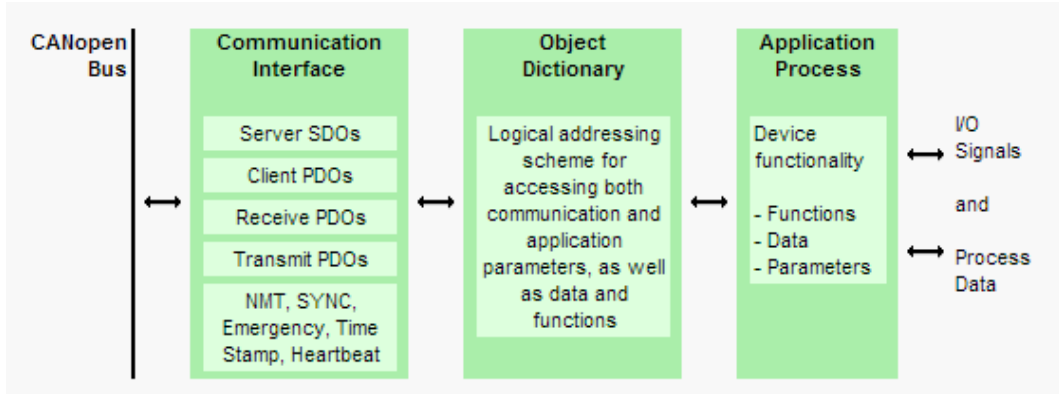 CANopen
Bus
Communication
Interface
Server SDOs
Client PDOs
Receive PDOs
Transmit PDOs
NMT, SYNC,
Emergency, Time
Stamp, Heartbeat
Object
Dictionary
Logical addressing
scheme for
accessing both
communication and
application
parameters, as well
as data and
functions
Application
Process
Device
functionality
- Functions
- Data
- Parameters
I/O
Signals
and
Process
Data